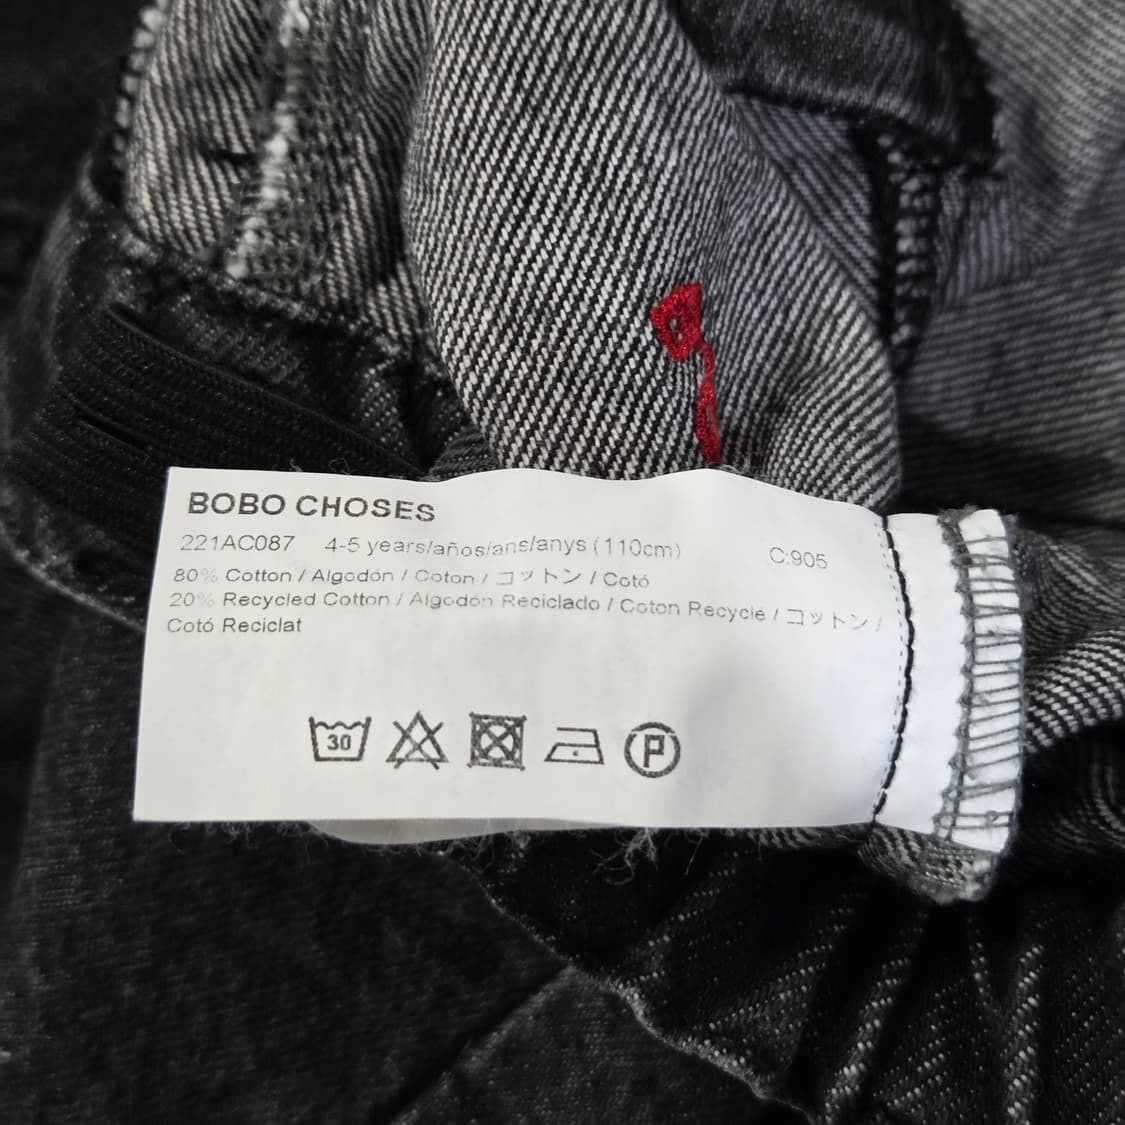 BOBO CHOSES
221AC087 4-5 years/años/ans/anys (110cm) C:905
80% Cotton / Algodón / Coton / コットン / Cotó
20% Recycled Cotton / Algodón Reciclado / Coton Recyclé / コットン /
Cotó Reciclat
30 P